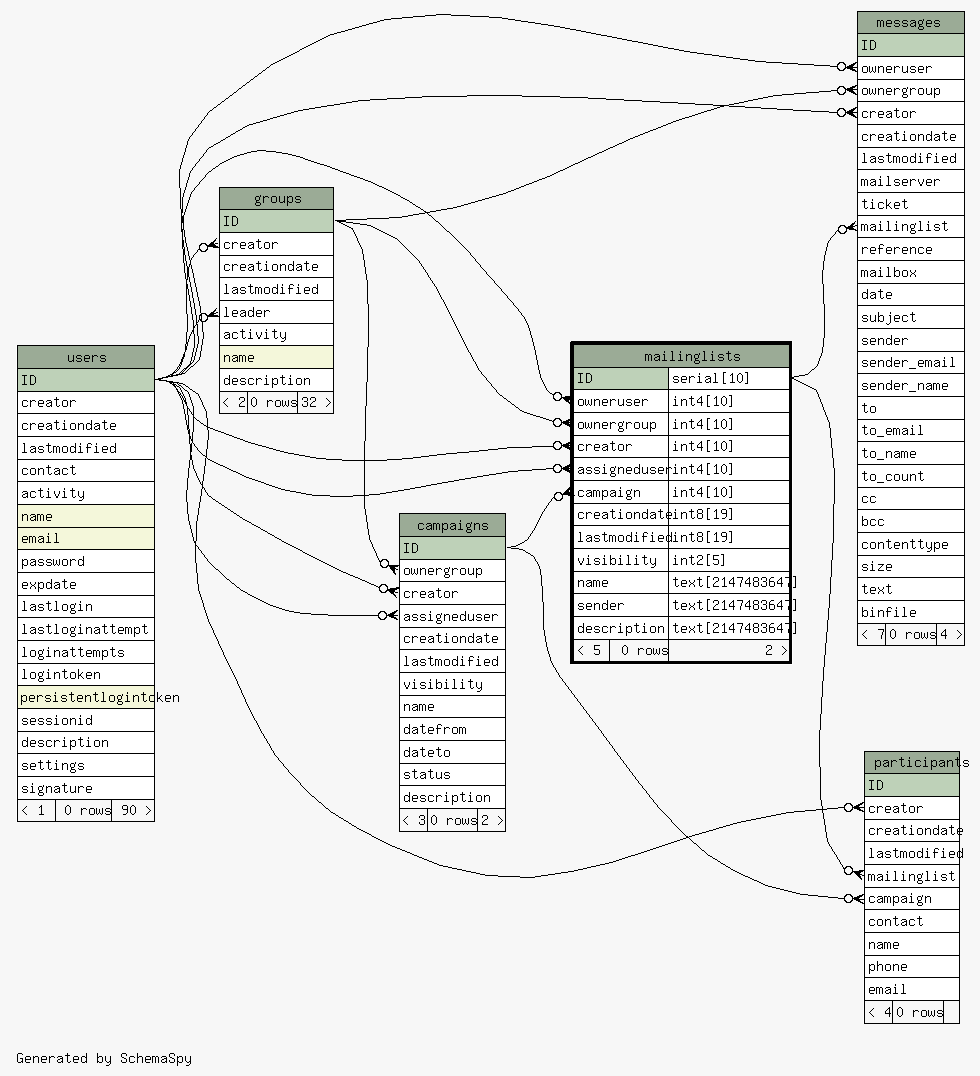 messages
ID
owneruser
ownergroup
creator
creationdate
lastmodified
mailserver
ticket
mailinglist
reference
mailbox
date
subject
sender
sender_email
sender_name
to
to_email
to_name
to_count
cc
bcc
contenttype
size
text
binfile
< 7 0 rows 4 >
groups
ID
creator
creationdate
lastmodified
leader
activity
name
description
< 2 0 rows 32 >
users
ID
creator
creationdate
lastmodified
contact
activity
name
email
password
expdate
lastlogin
lastloginattempt
loginattempts
logintoken
persistentlogintoken
sessionid
description
settings
signature
< 1 0 rows 90 >
mailinglists
ID serial[10]
owneruser int4[10]
ownergroup int4[10]
creator int4[10]
assigneduser int4[10]
campaign int4[10]
creationdate int8[19]
lastmodified int8[19]
visibility int2[5]
name text[2147483647]
sender text[2147483647]
description text[2147483647]
< 5 0 rows 2 >
campaigns
ID
ownergroup
creator
assigneduser
creationdate
lastmodified
visibility
name
datefrom
dateto
status
description
< 3 0 rows 2 >
participants
ID
creator
creationdate
lastmodified
mailinglist
campaign
contact
name
phone
email
< 4 0 rows
Generated by SchemaSpy